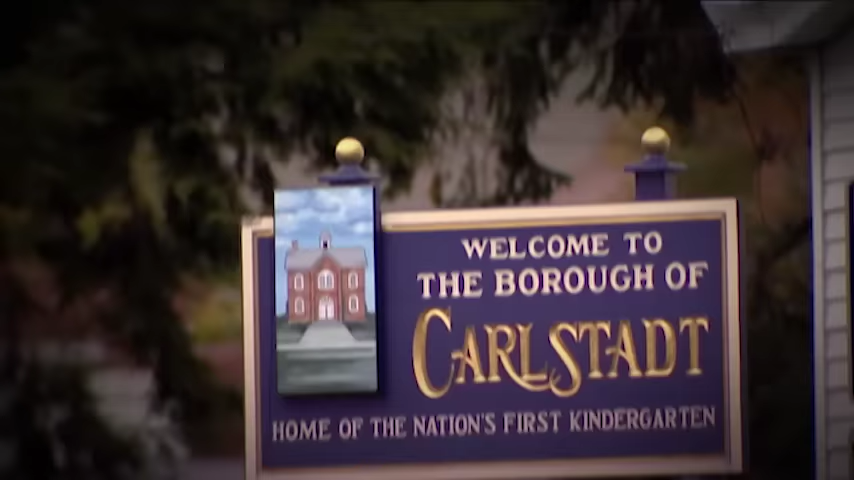 WELCOME TO
THE BOROUGH OF
CARLSTADT
HOME OF THE NATION'S FIRST KINDERGARTEN